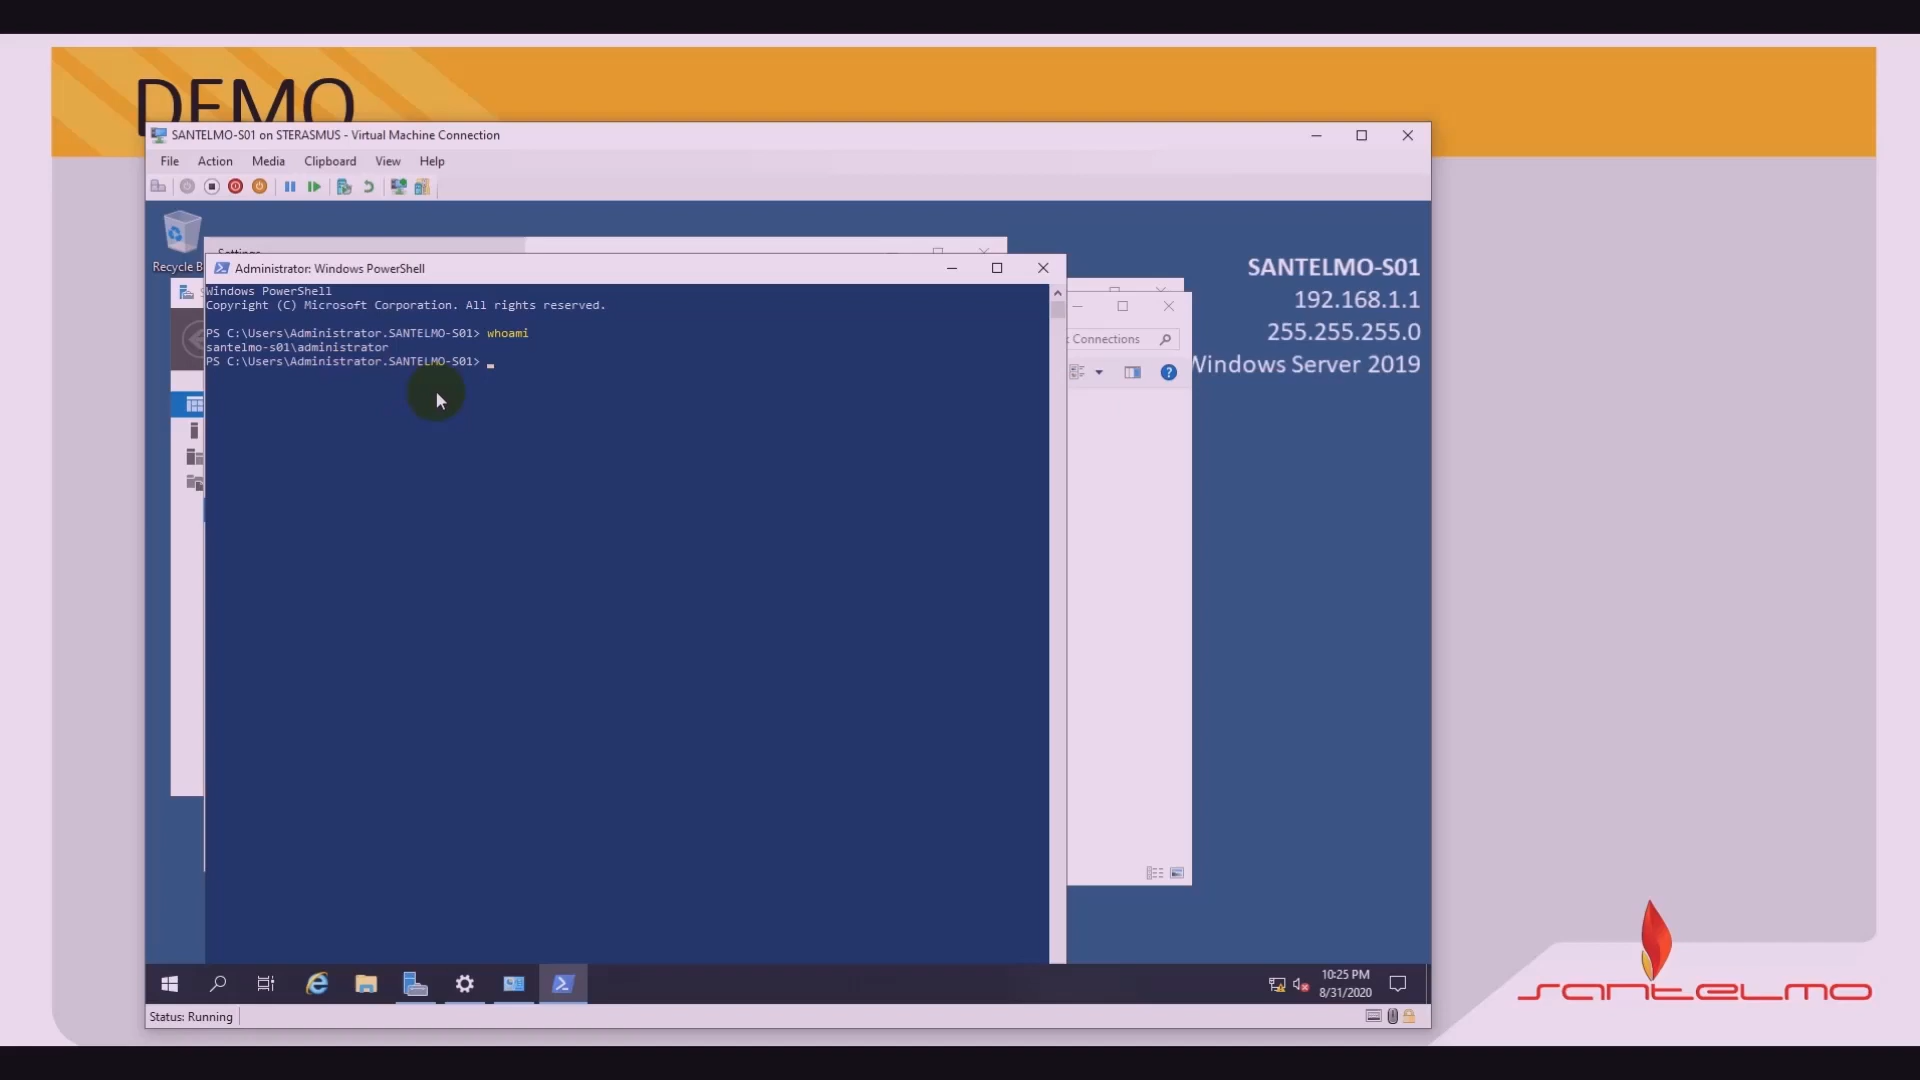 DEMO
SANTELMO-S01 on STERASMUS - Virtual Machine Connection
File Action Media Clipboard View Help
Recycle B
Settings
Administrator: Windows PowerShell
Windows PowerShell
Copyright (C) Microsoft Corporation. All rights reserved.
PS C:\Users\Administrator.SANTELMO-S01> whoami
santelmo-s01\administrator
PS C:\Users\Administrator.SANTELMO-S01>
Connections
SANTELMO-S01
192.168.1.1
255.255.255.0
Windows Server 2019
10:25 PM
8/31/2020
Status: Running
santelmo